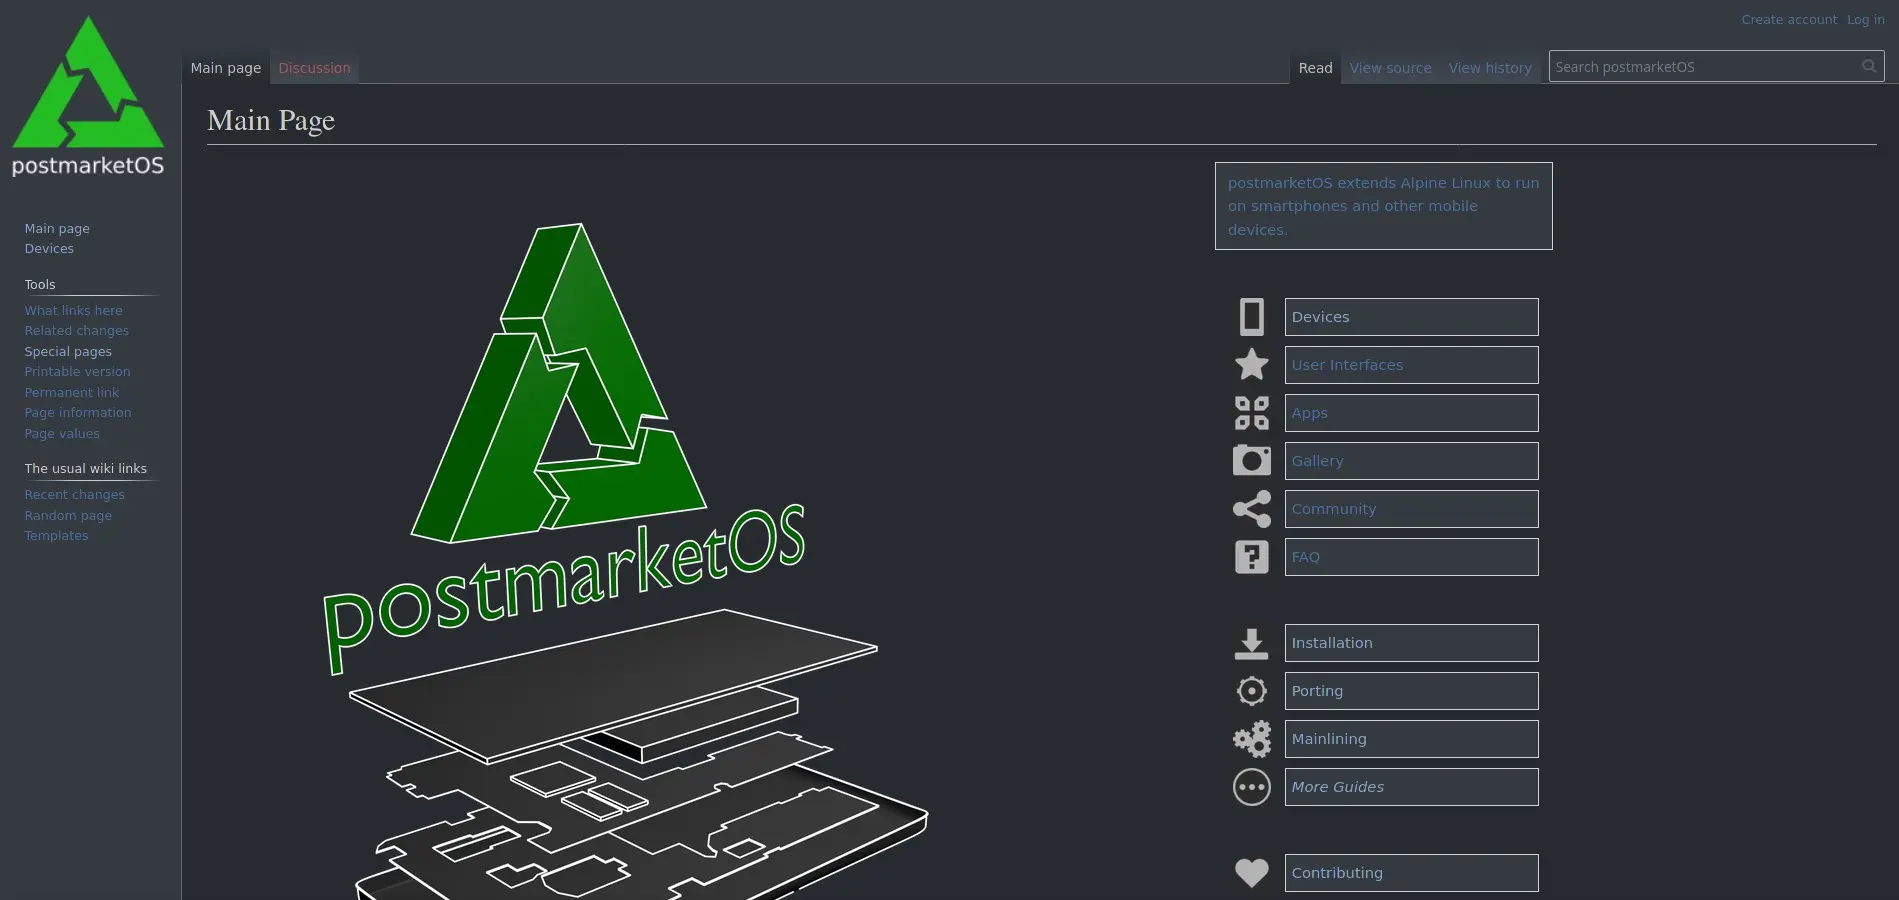 Create account Log in
postmarketOS
Main page Discussion Read View source View history Search postmarketOS
Main Page
Main page
Devices
Tools
What links here
Related changes
Special pages
Printable version
Permanent link
Page information
Page values
The usual wiki links
Recent changes
Random page
Templates
postmarketOS
postmarketOS extends Alpine Linux to run
on smartphones and other mobile
devices.
Devices
User Interfaces
Apps
Gallery
Community
FAQ
Installation
Porting
Mainlining
More Guides
Contributing